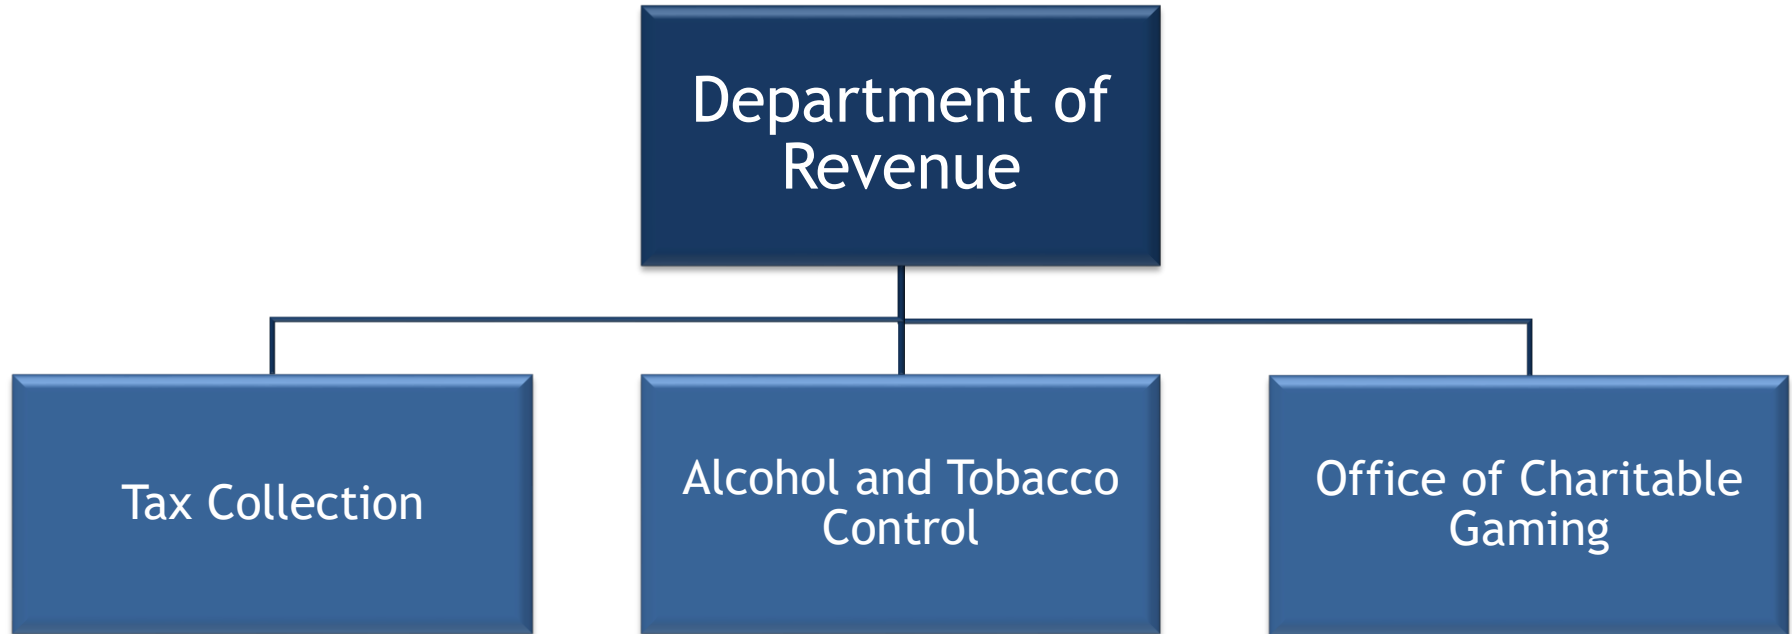 Department of
Revenue
Tax Collection
Alcohol and Tobacco
Control
Office of Charitable
Gaming